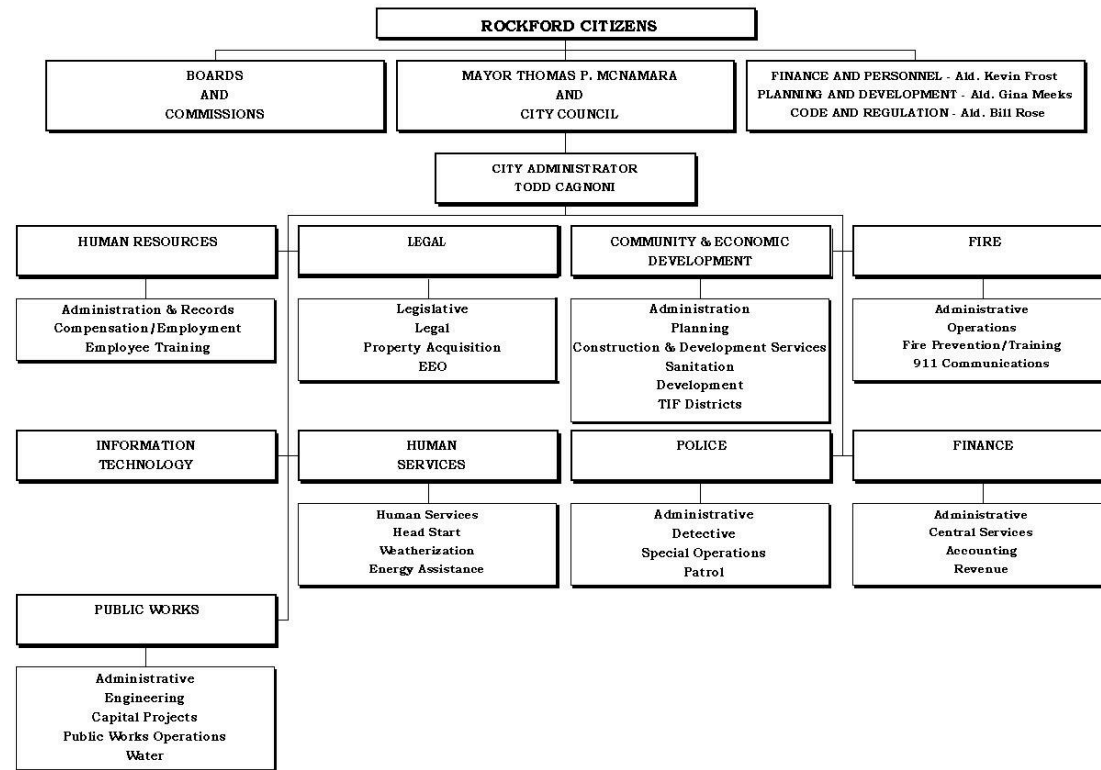 ROCKFORD CITIZENS
BOARDS
AND
COMMISSIONS
MAYOR THOMAS P. MCNAMARA
AND
CITY COUNCIL
FINANCE AND PERSONNEL - Ald. Kevin Frost
PLANNING AND DEVELOPMENT - Ald. Gina Meeks
CODE AND REGULATION - Ald. Bill Rose
CITY ADMINISTRATOR
TODD CAGNONI
HUMAN RESOURCES
Administration & Records
Compensation/Employment
Employee Training
LEGAL
Legislative
Legal
Property Acquisition
EEO
COMMUNITY & ECONOMIC
DEVELOPMENT
Administration
Planning
Construction & Development Services
Sanitation
Development
TIF Districts
FIRE
Administrative
Operations
Fire Prevention/Training
911 Communications
INFORMATION
TECHNOLOGY
HUMAN
SERVICES
Human Services
Head Start
Weatherization
Energy Assistance
POLICE
Administrative
Detective
Special Operations
Patrol
FINANCE
Administrative
Central Services
Accounting
Revenue
PUBLIC WORKS
Administrative
Engineering
Capital Projects
Public Works Operations
Water